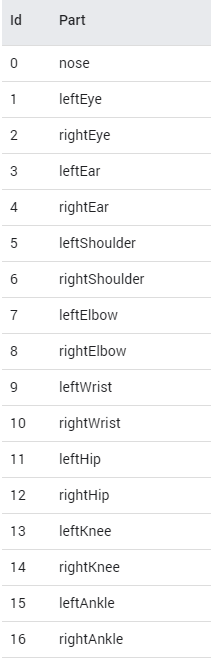 Id Part
0 nose
1 leftEye
2 rightEye
3 leftEar
4 rightEar
5 leftShoulder
6 rightShoulder
7 leftElbow
8 rightElbow
9 leftWrist
10 rightWrist
11 leftHip
12 rightHip
13 leftKnee
14 rightKnee
15 leftAnkle
16 rightAnkle